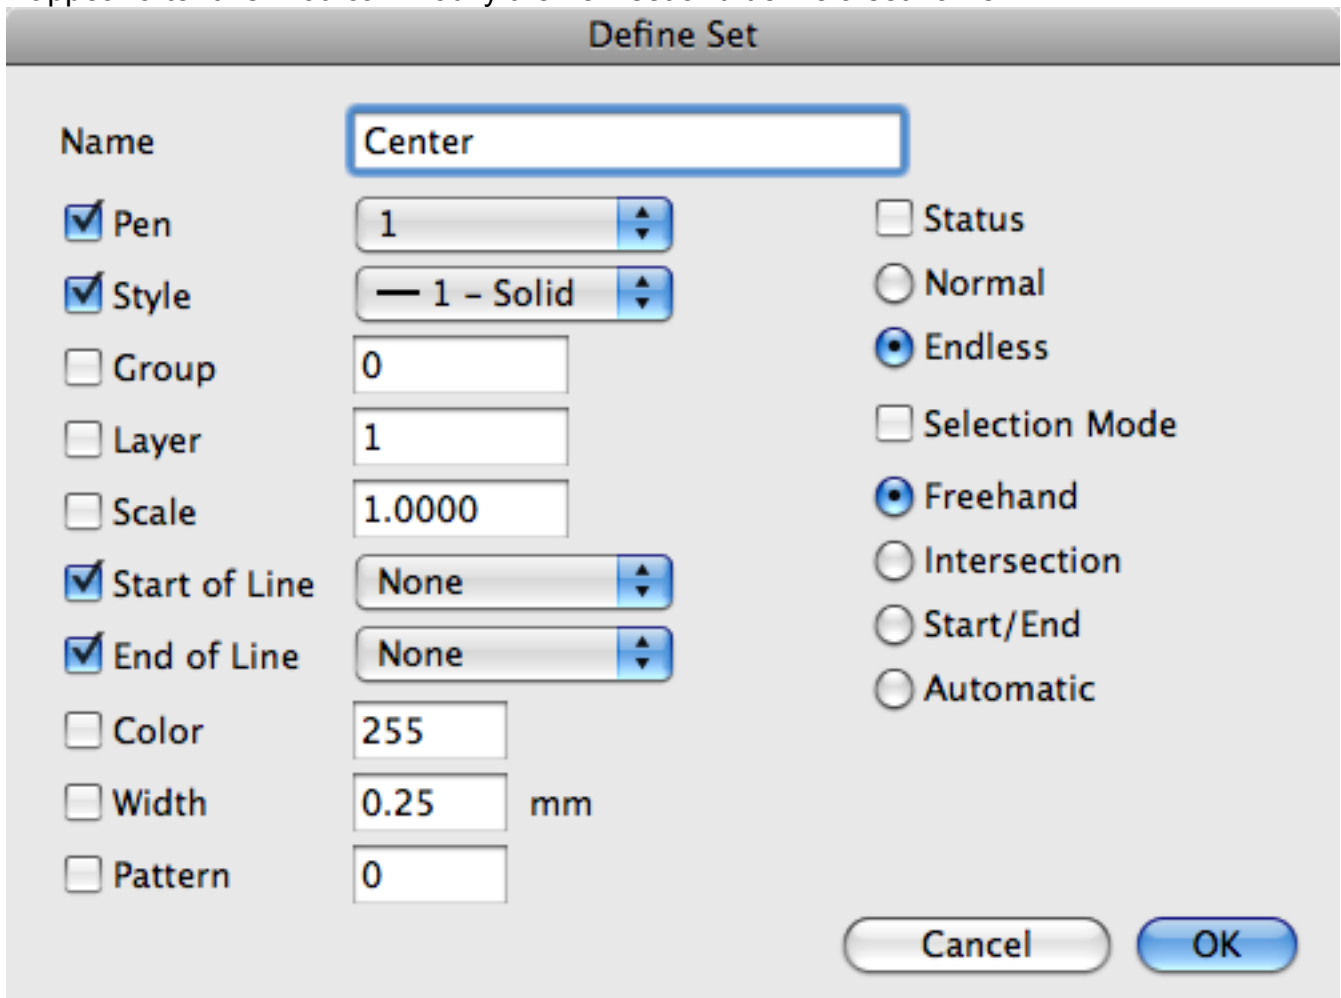 Define Set
Name Center
Pen 1
Style 1 – Solid
Group 0
Layer 1
Scale 1.0000
Start of Line None
End of Line None
Color 255
Width 0.25 mm
Pattern 0
Status
Normal
Endless
Selection Mode
Freehand
Intersection
Start/End
Automatic
Cancel OK